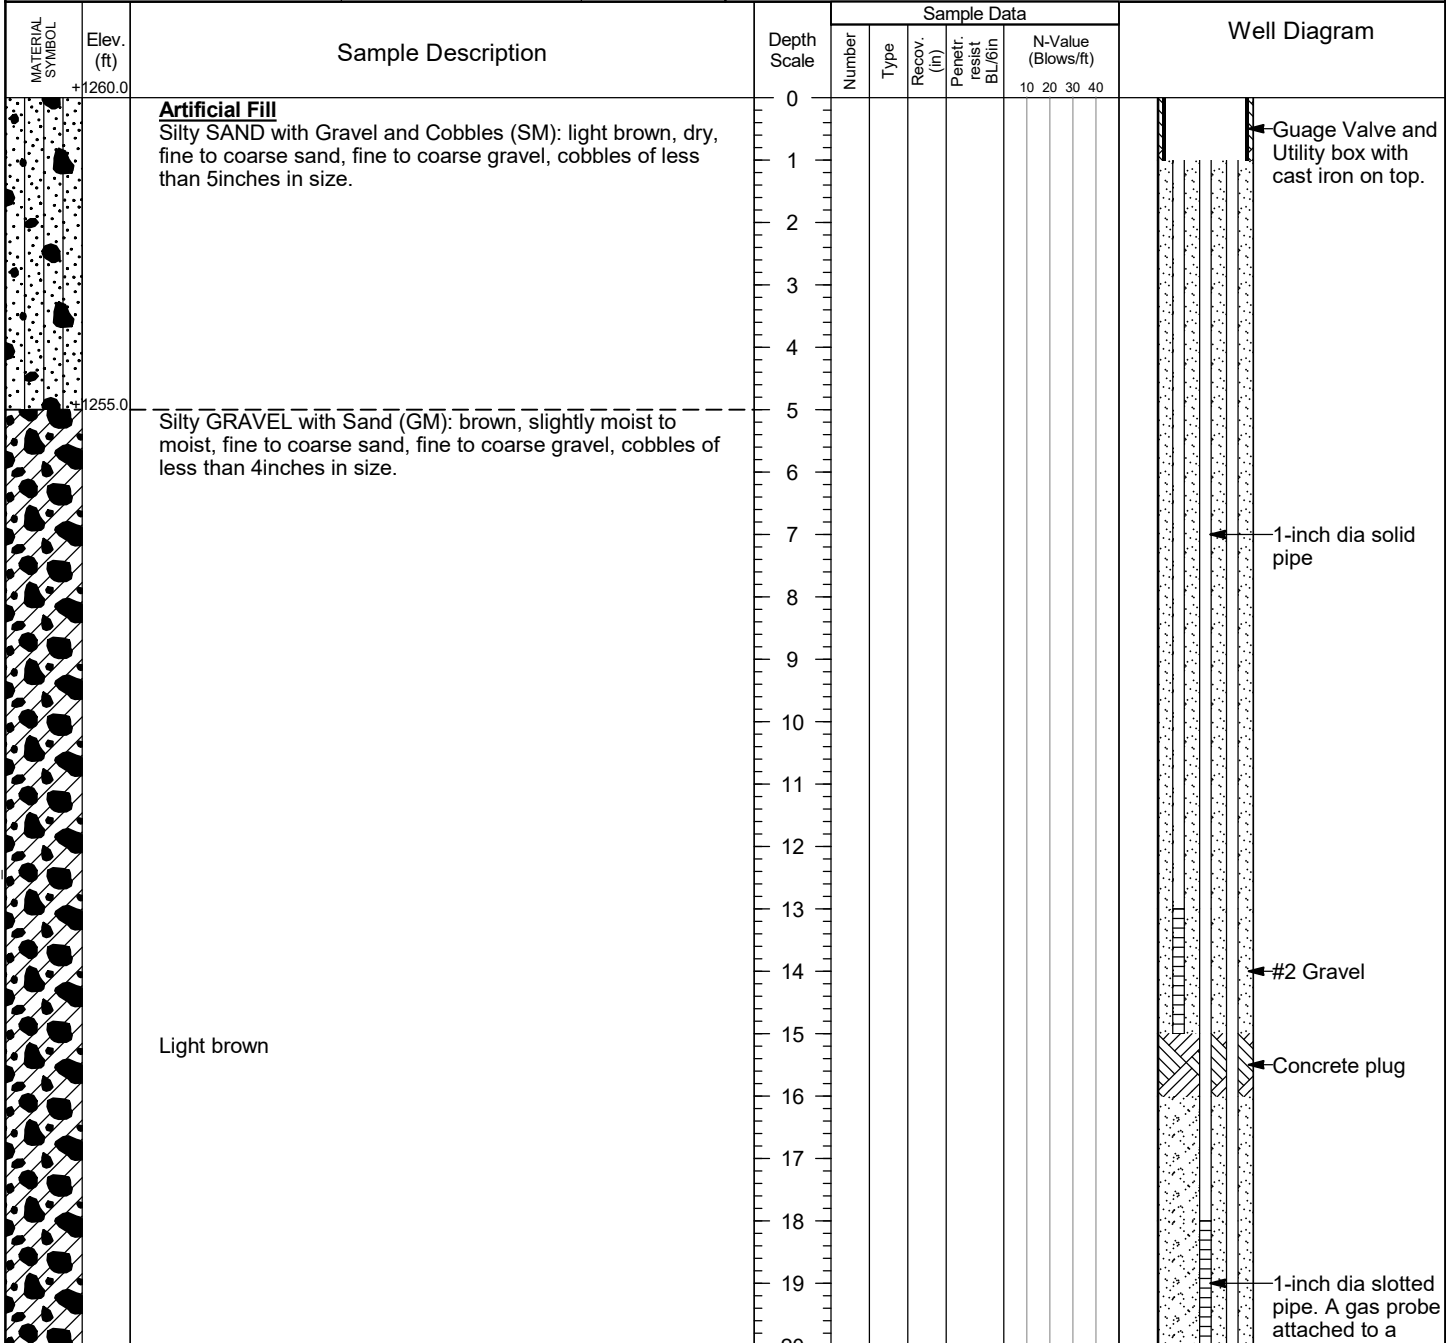 MATERIAL
SYMBOL
Elev.
(ft)
+1260.0
Sample Description
Depth
Scale
Sample Data
Number
Type
Recov.
(in)
Penetr.
resist
BL/6in
N-Value
(Blows/ft)
10 20 30 40
Well Diagram
Artificial Fill
Silty SAND with Gravel and Cobbles (SM): light brown, dry,
fine to coarse sand, fine to coarse gravel, cobbles of less
than 5inches in size.
+1255.0
Silty GRAVEL with Sand (GM): brown, slightly moist to
moist, fine to coarse sand, fine to coarse gravel, cobbles of
less than 4inches in size.
Light brown
0
1
2
3
4
5
6
7
8
9
10
11
12
13
14
15
16
17
18
19
20
Guage Valve and
Utility box with
cast iron on top.
1-inch dia solid
pipe
#2 Gravel
Concrete plug
1-inch dia slotted
pipe. A gas probe
attached to a